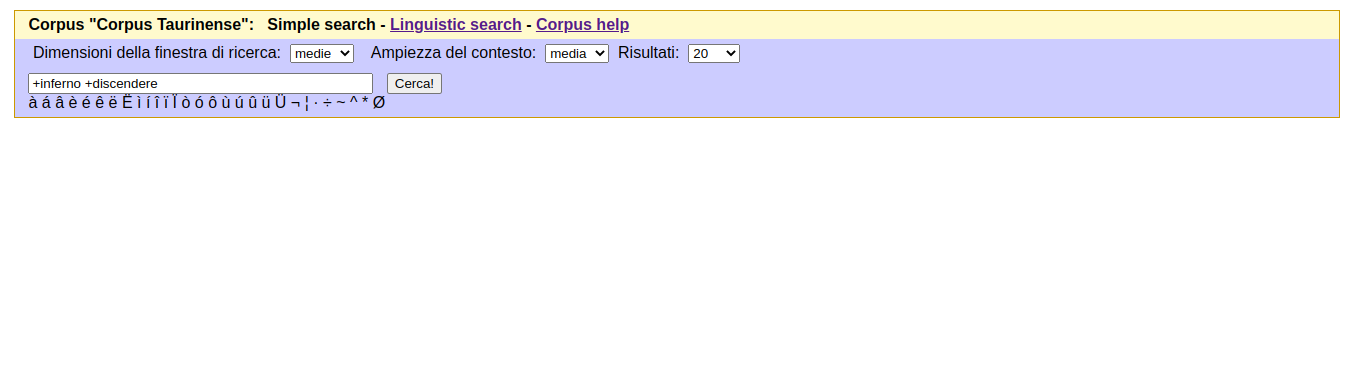 Corpus "Corpus Taurinense": Simple search - Linguistic search - Corpus help
Dimensioni della finestra di ricerca: medie Ampiezza del contesto: media Risultati: 20
+inferno +discendere Cerca!
à á â è é ê ë Ë ì í î ï Ï ò ó ô ù ú û ü Ü ¬ ¦ · ÷ ~ ^ * Ø